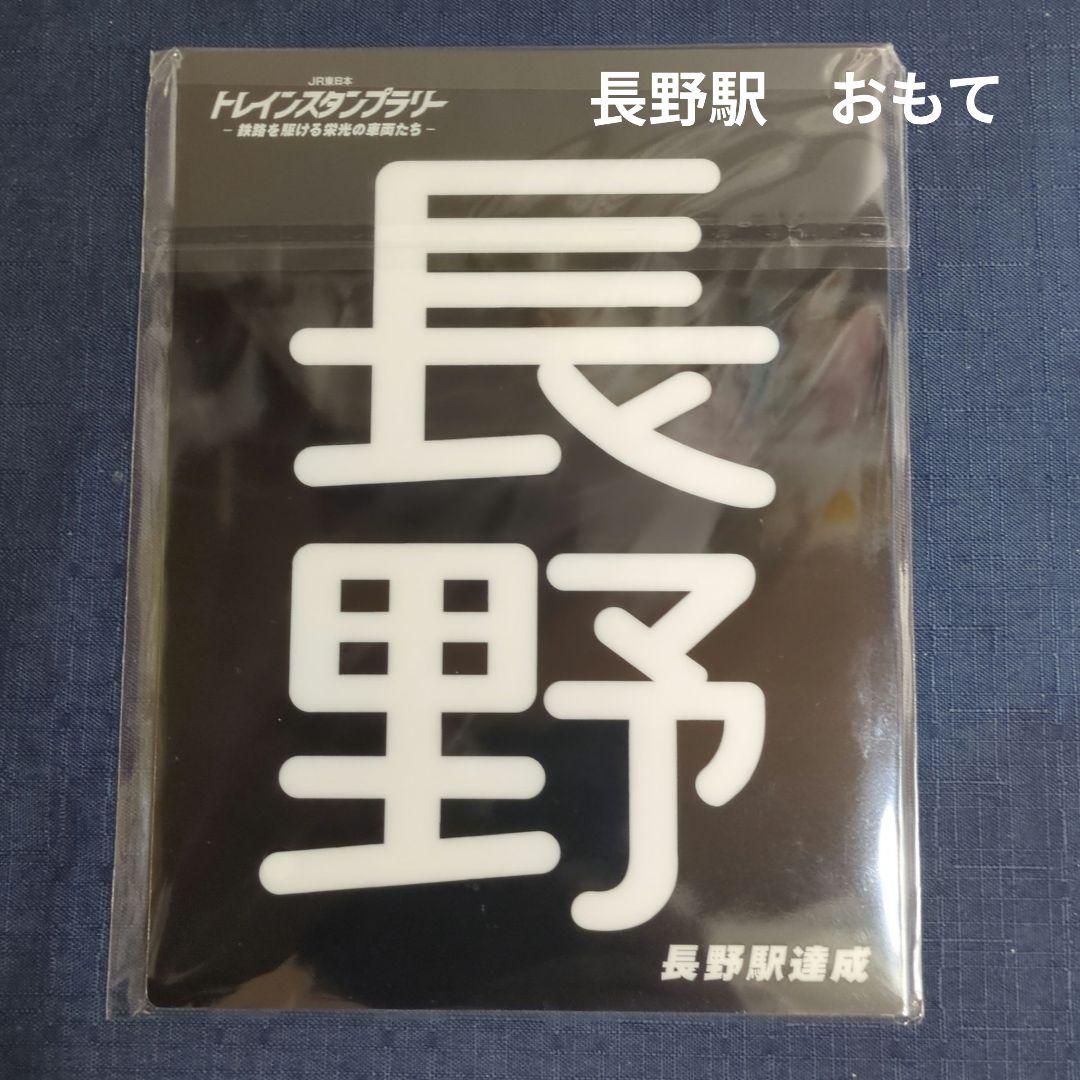 JR東日本
トレインスタンプラリー
－鉄路を駆ける栄光の車両たち－
長野駅　おもて
長
野
長野駅達成